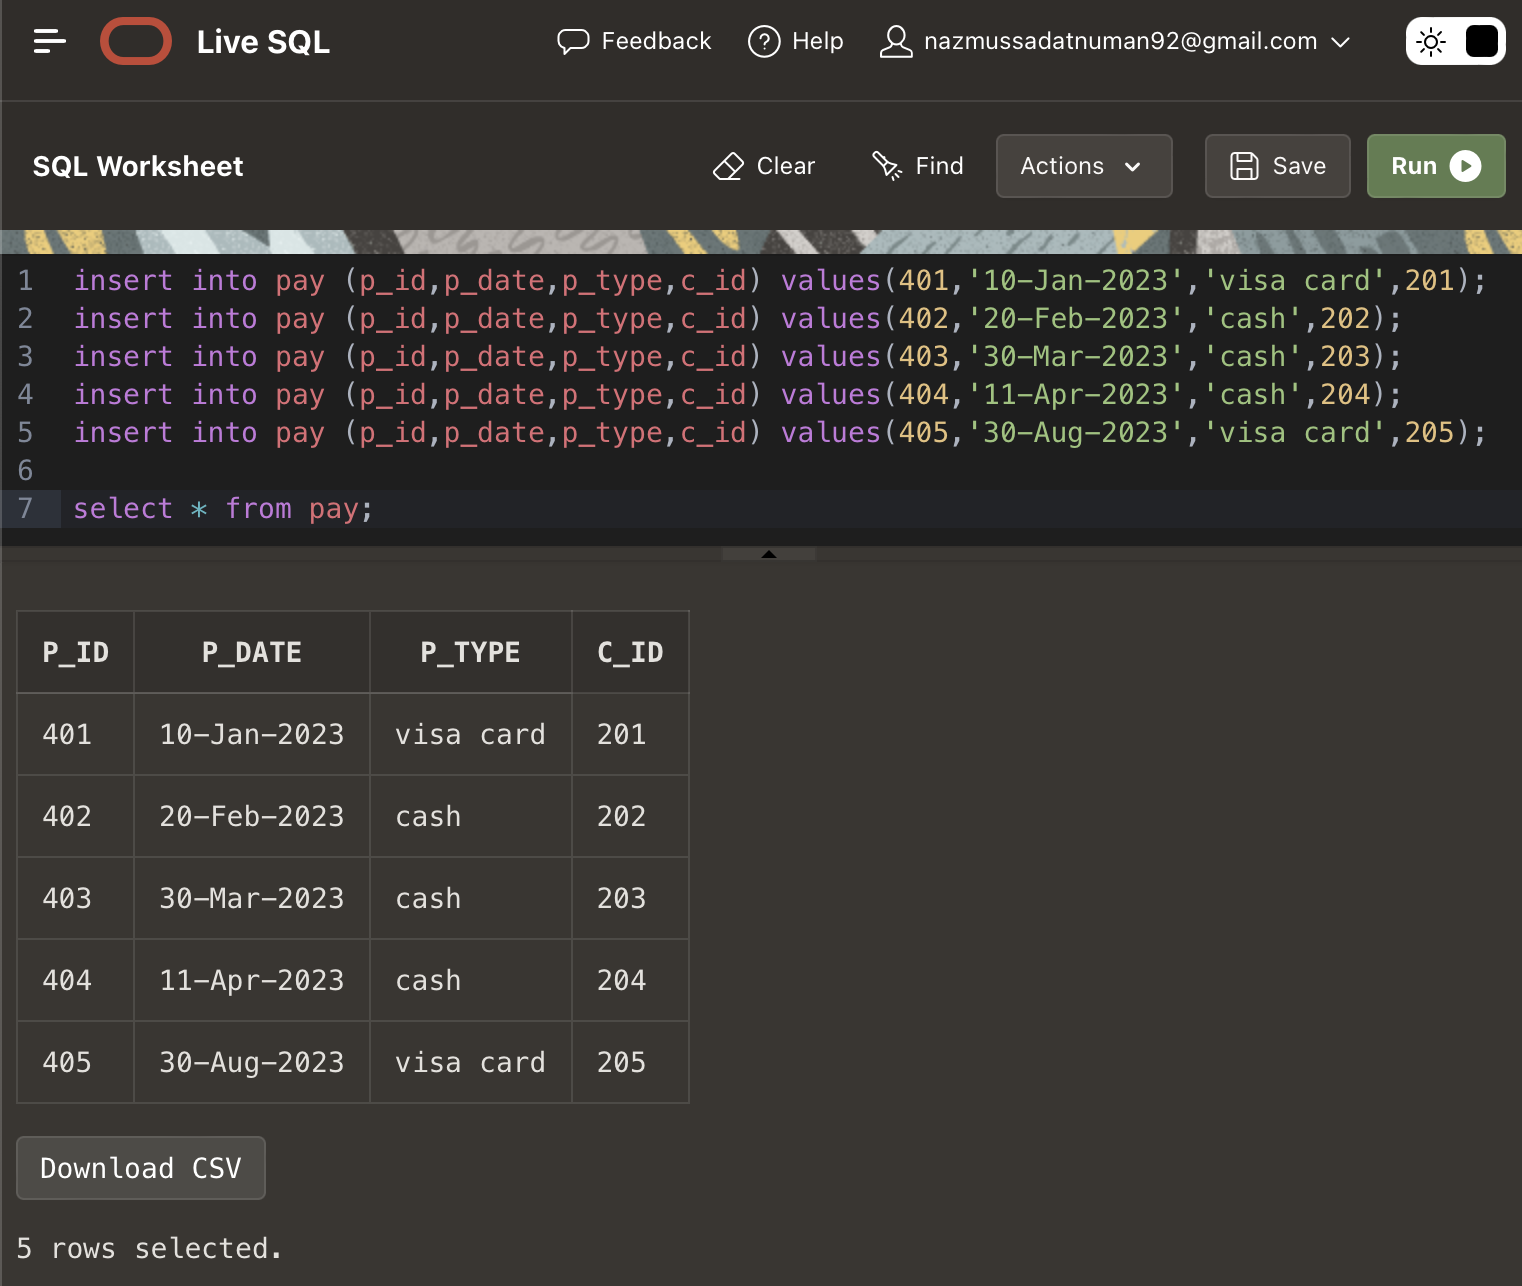 Live SQL Feedback Help nazmussadatnuman92@gmail.com
SQL Worksheet Clear Find Actions Save Run
1 insert into pay (p_id,p_date,p_type,c_id) values(401,'10-Jan-2023','visa card',201);
2 insert into pay (p_id,p_date,p_type,c_id) values(402,'20-Feb-2023','cash',202);
3 insert into pay (p_id,p_date,p_type,c_id) values(403,'30-Mar-2023','cash',203);
4 insert into pay (p_id,p_date,p_type,c_id) values(404,'11-Apr-2023','cash',204);
5 insert into pay (p_id,p_date,p_type,c_id) values(405,'30-Aug-2023','visa card',205);
6
7 select * from pay;
P_ID P_DATE P_TYPE C_ID
401 10-Jan-2023 visa card 201
402 20-Feb-2023 cash 202
403 30-Mar-2023 cash 203
404 11-Apr-2023 cash 204
405 30-Aug-2023 visa card 205
Download CSV
5 rows selected.